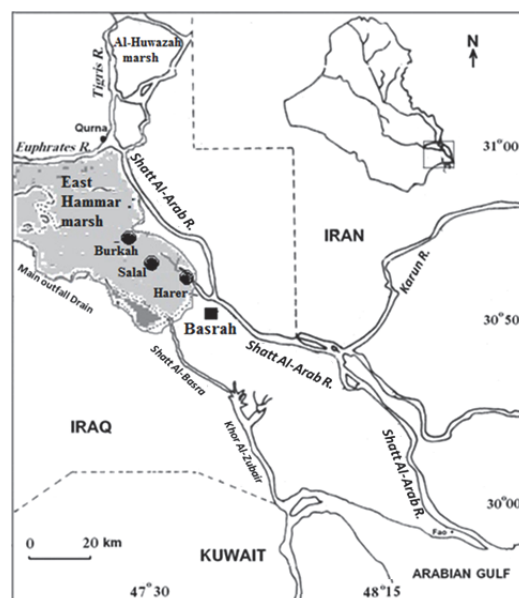 Al-Huwazah
marsh
Tigris R.
N
Qurna
Euphrates R.
31°00
East
Hammar
marsh
Shatt Al-Arab R.
IRAN
Burkah
Salal
Harer
Karun R.
Main outfall Drain
Basrah
30°50
Shatt Al-Arab R.
Shatt Al-Basra
IRAQ
Khor Al-Zubair
Shatt Al-Arab R.
30°00
Fao
0 20 km
KUWAIT
ARABIAN GULF
47°30
48°15